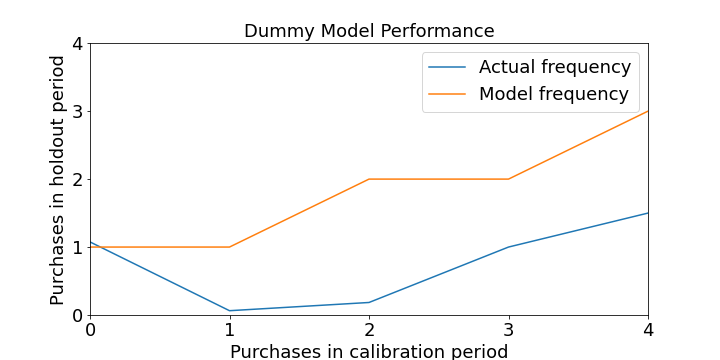 Dummy Model Performance
Actual frequency
Model frequency
Purchases in holdout period
4
3
2
1
0
0 1 2 3 4
Purchases in calibration period